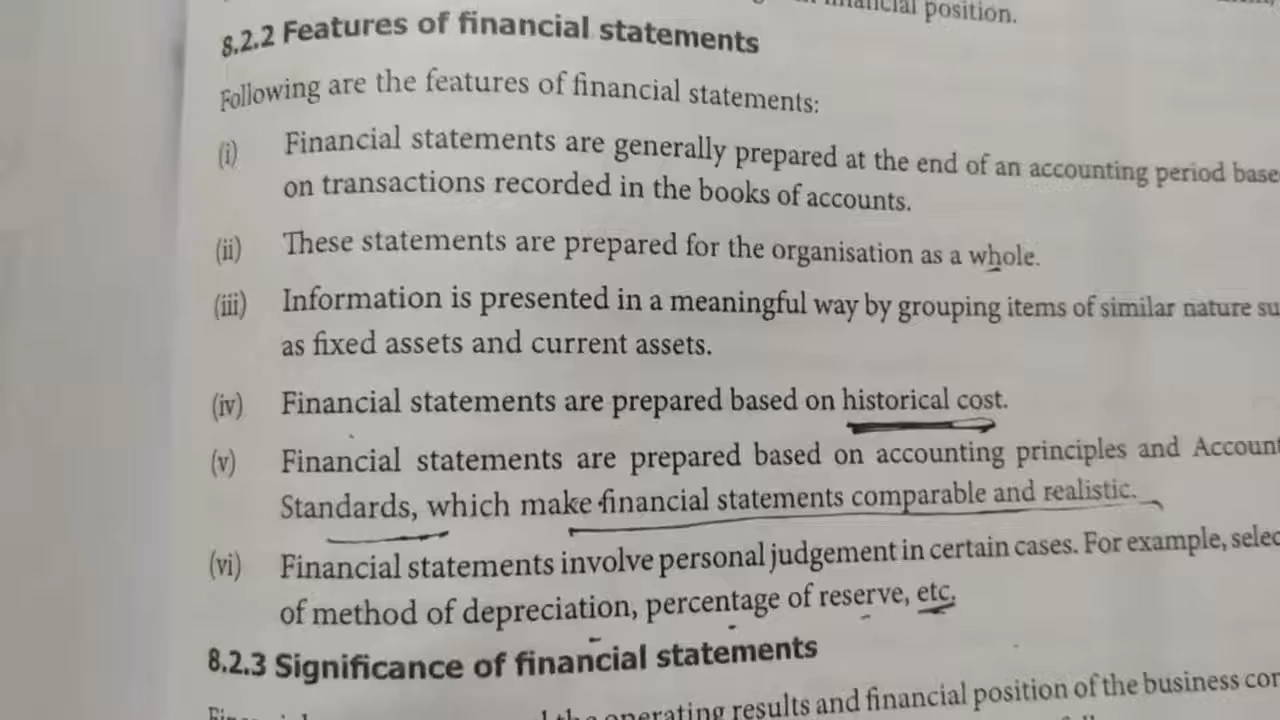 financial position.
8.2.2 Features of financial statements
Following are the features of financial statements:
(i) Financial statements are generally prepared at the end of an accounting period base
on transactions recorded in the books of accounts.
(ii) These statements are prepared for the organisation as a whole.
(iii) Information is presented in a meaningful way by grouping items of similar nature su
as fixed assets and current assets.
(iv) Financial statements are prepared based on historical cost.
(v) Financial statements are prepared based on accounting principles and Account
Standards, which make financial statements comparable and realistic.
(vi) Financial statements involve personal judgement in certain cases. For example, selec
of method of depreciation, percentage of reserve, etc.
8.2.3 Significance of financial statements
the operating results and financial position of the business con